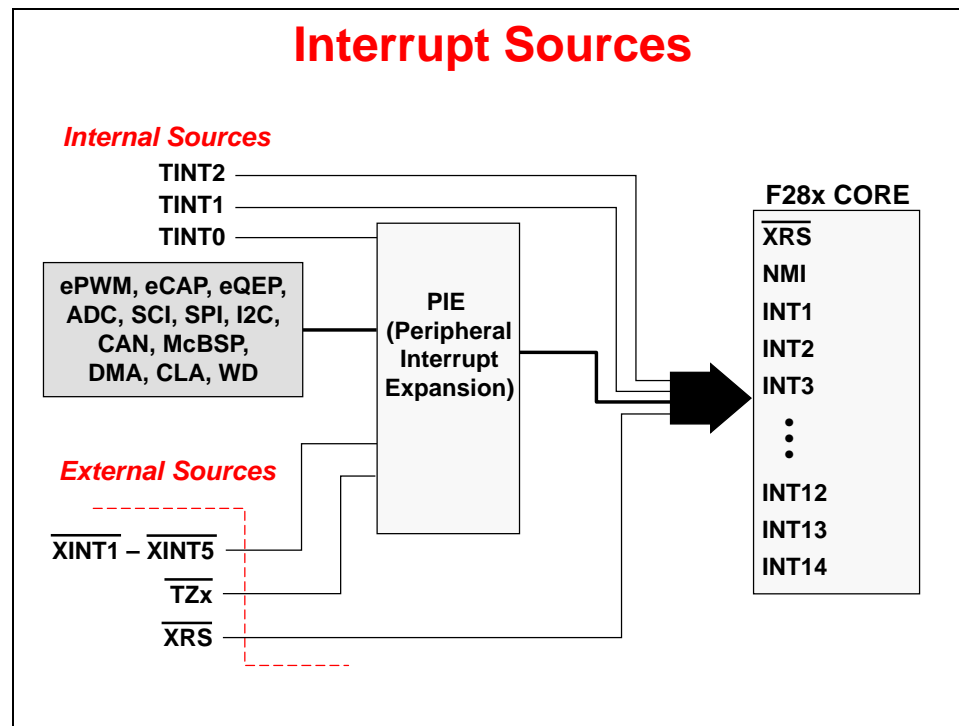 Interrupt Sources
Internal Sources
TINT2
TINT1
TINT0
ePWM, eCAP, eQEP,
ADC, SCI, SPI, I2C,
CAN, McBSP,
DMA, CLA, WD
PIE
(Peripheral
Interrupt
Expansion)
External Sources
XINT1 – XINT5
TZx
XRS
F28x CORE
XRS
NMI
INT1
INT2
INT3
INT12
INT13
INT14